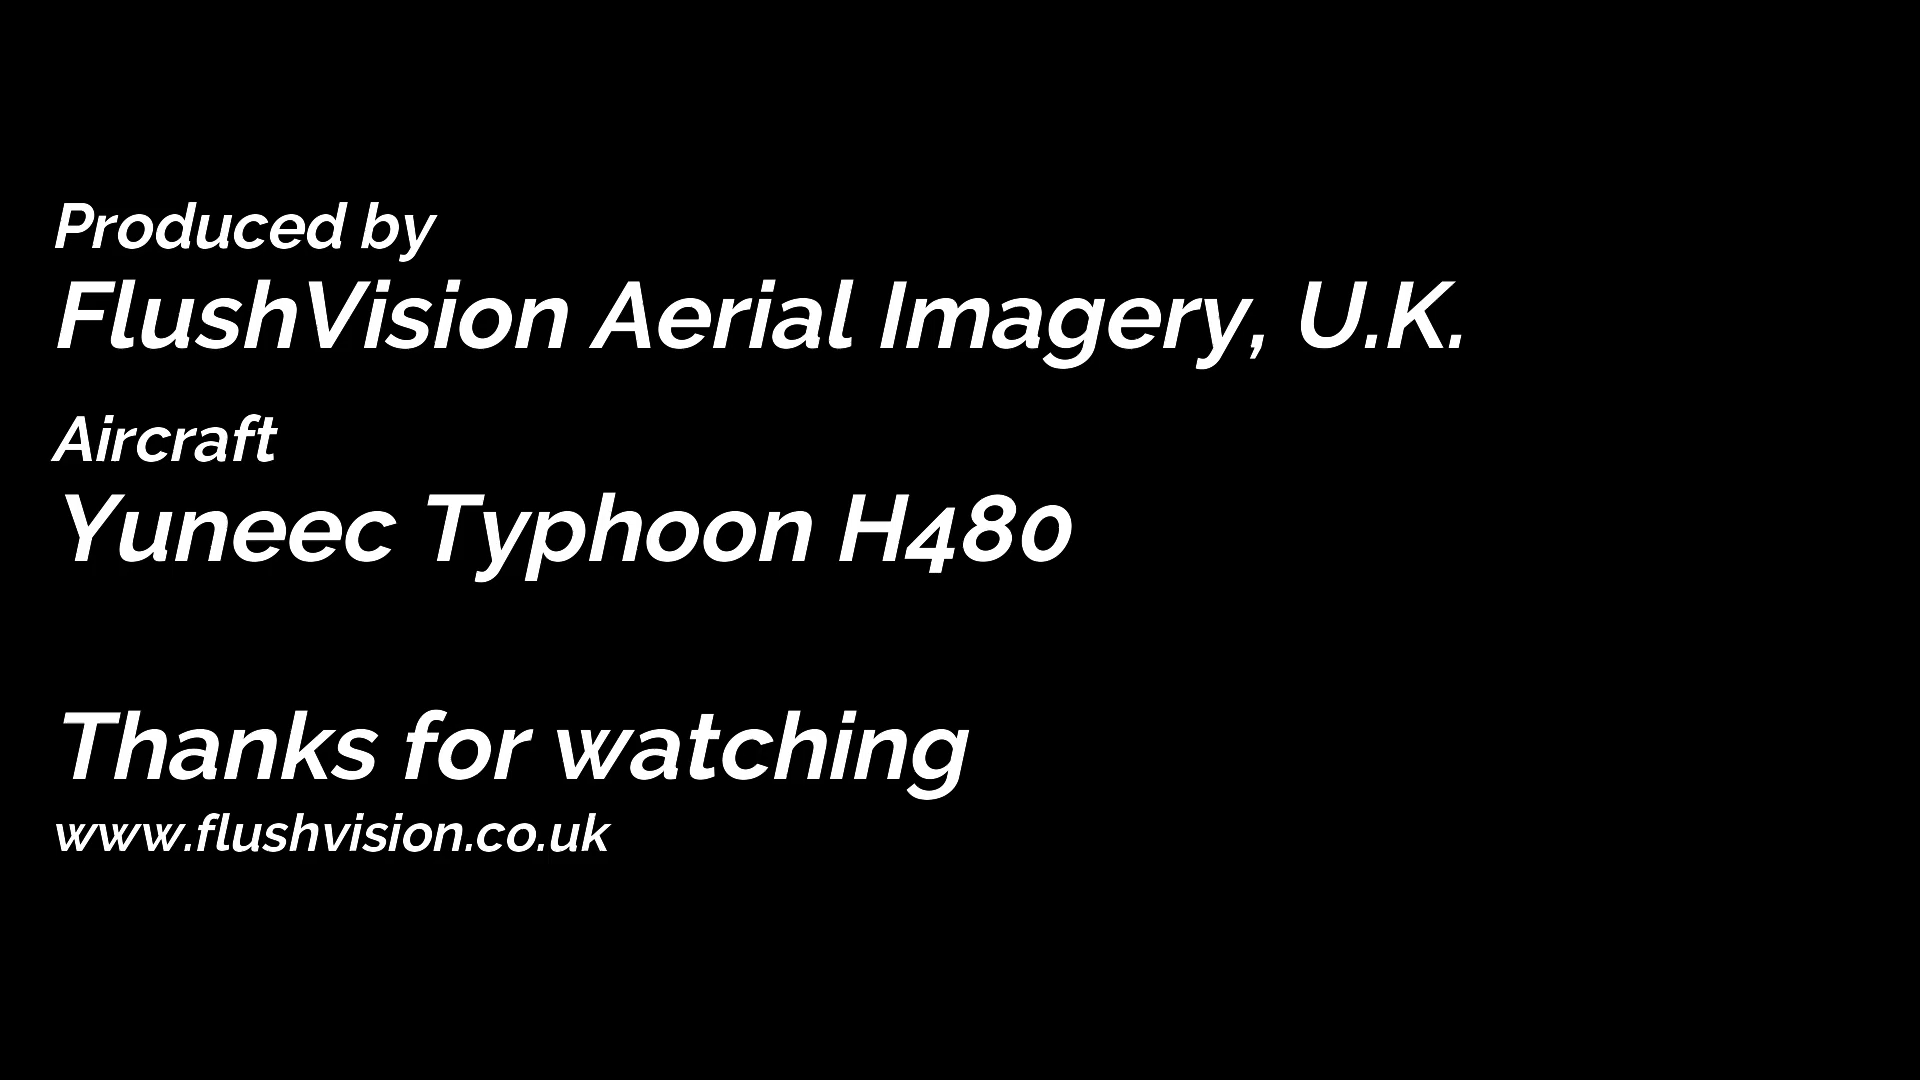 Produced by
FlushVision Aerial Imagery, U.K.
Aircraft
Yuneec Typhoon H480
Thanks for watching
www.flushvision.co.uk